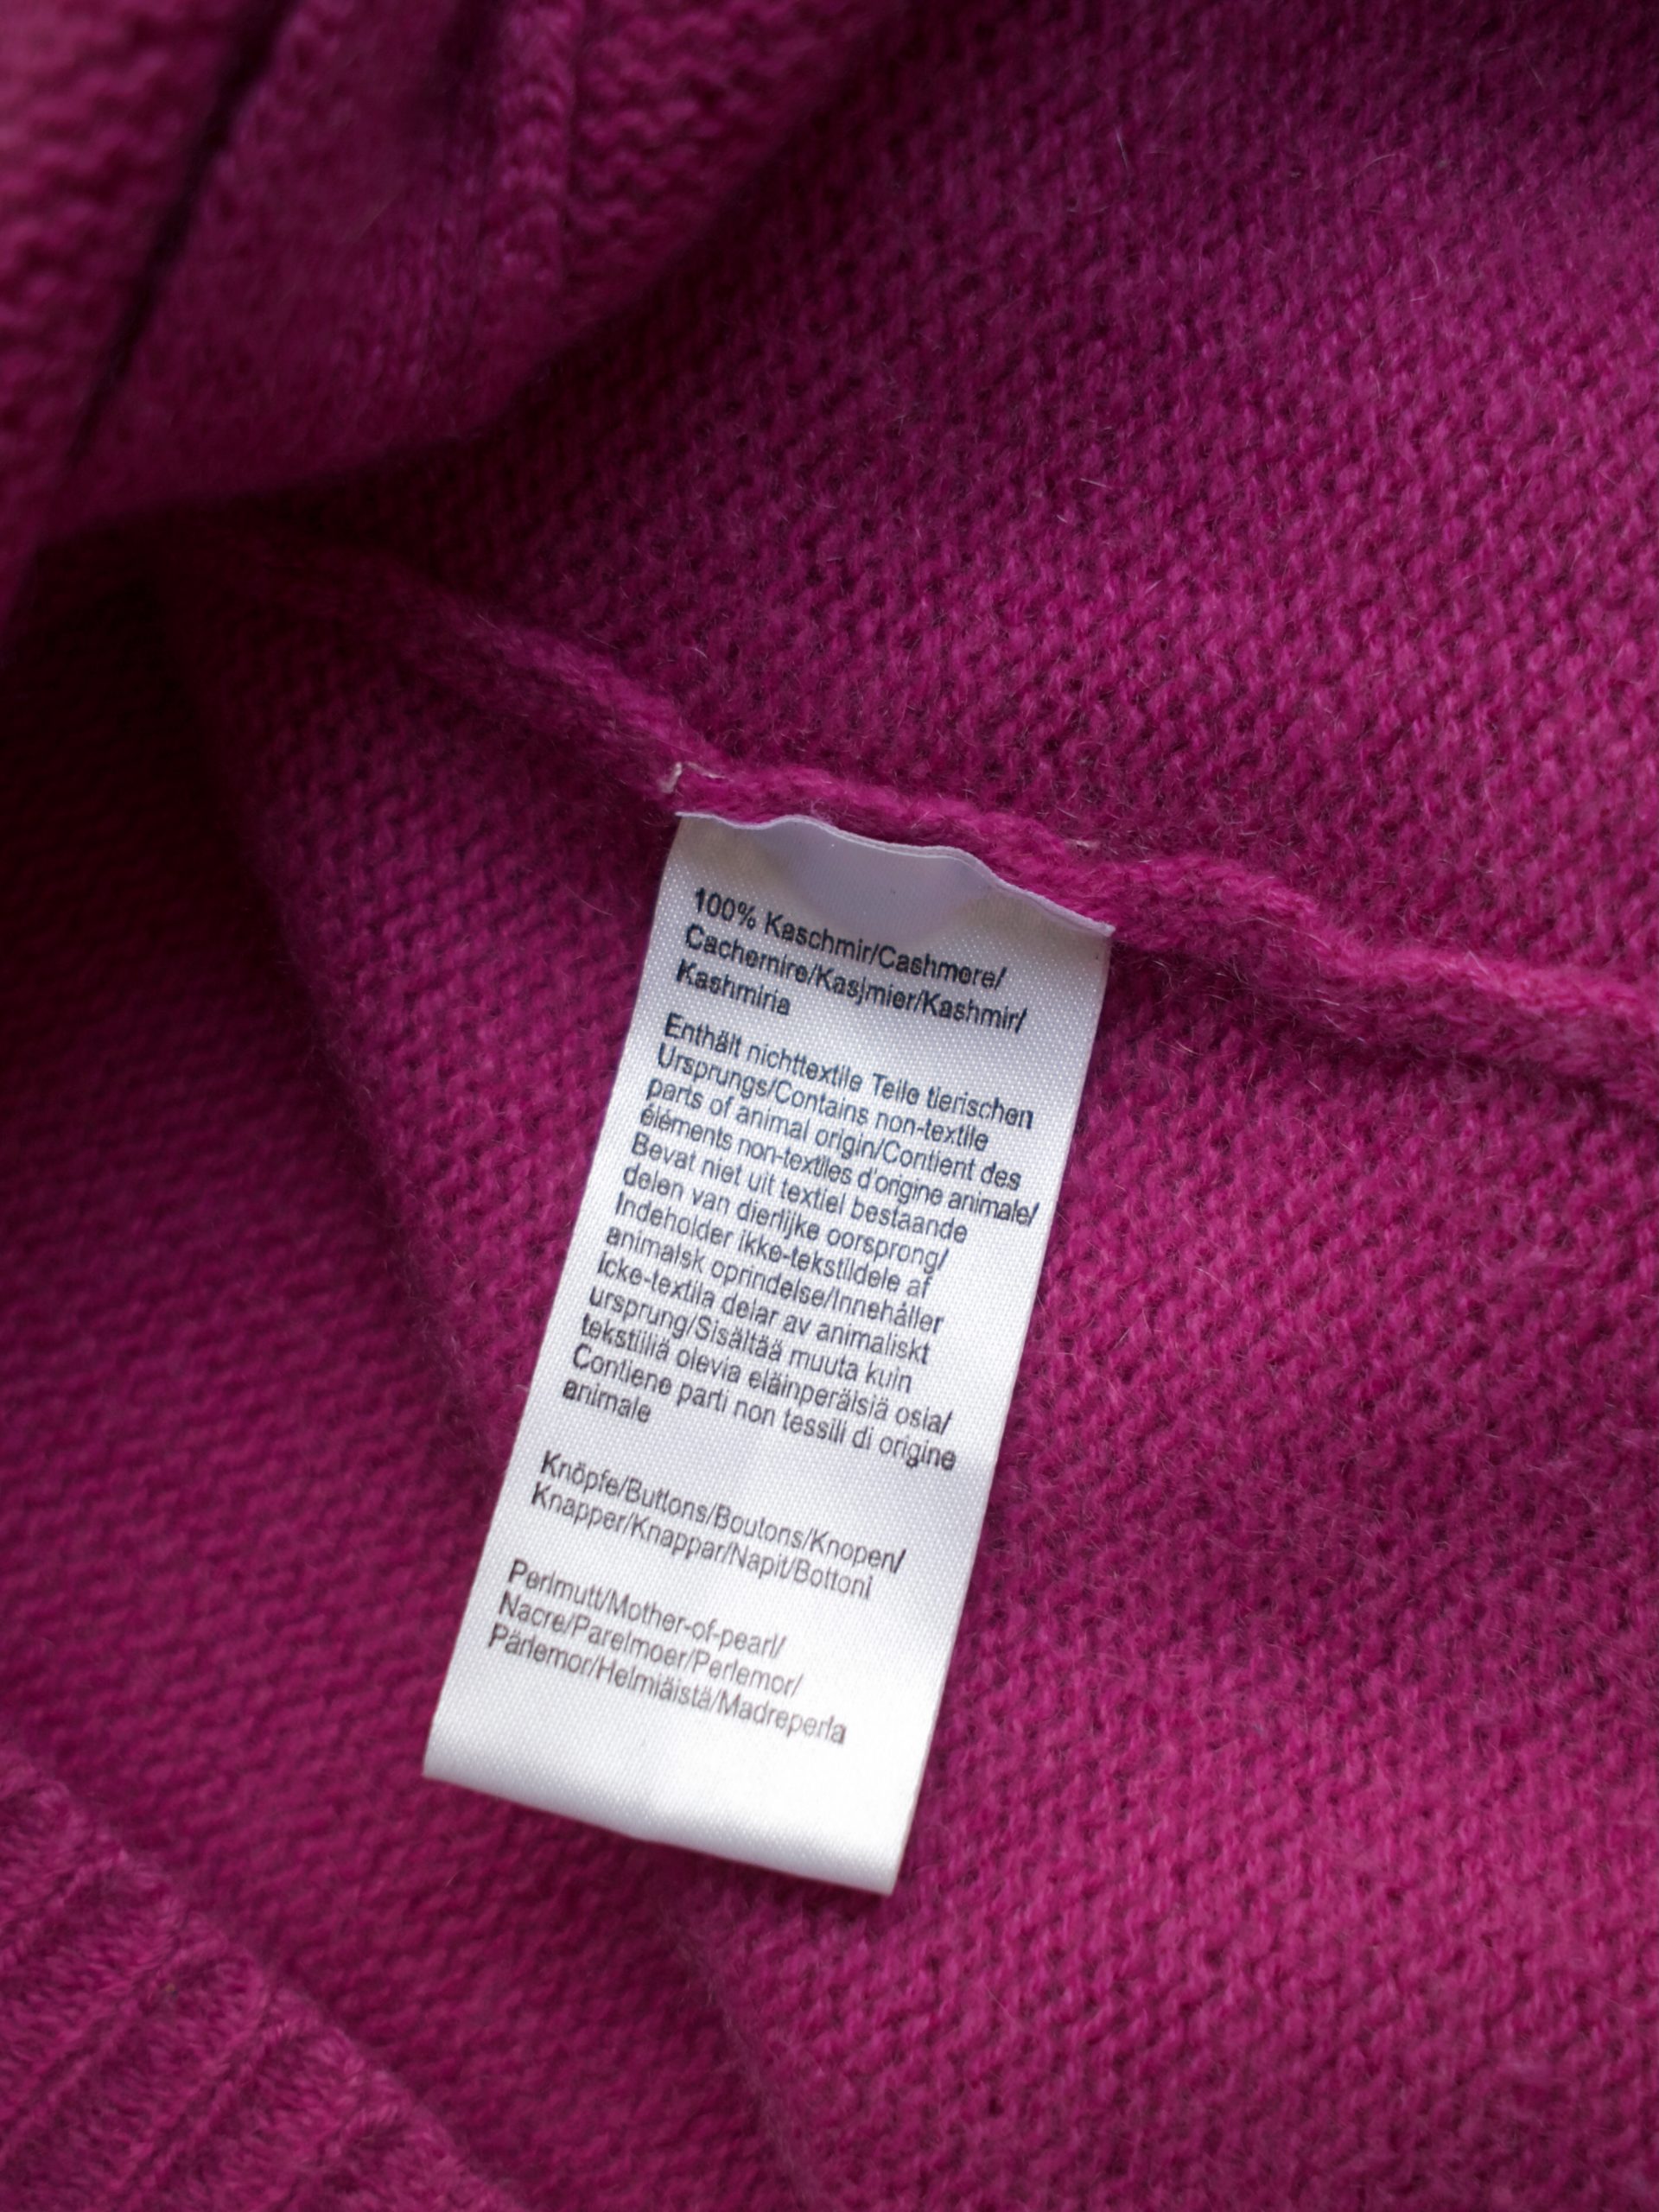 100% Kaschmir/Cashmere/
Cachemire/Kasjmier/Kashmir/
Kashmiria
Enthält nichttextile Teile tierischen
Ursprungs/Contains non-textile
parts of animal origin/Contient des
éléments non-textiles d'origine animale/
Bevat niet uit textiel bestaande
delen van dierlijke oorsprong/
Indeholder ikke-tekstildele af
animalsk oprindelse/Innehåller
icke-textila delar av animaliskt
ursprung/Sisältää muuta kuin
tekstiiliä olevia eläinperäisiä osia/
Contiene parti non tessili di origine
animale
Knöpfe/Buttons/Boutons/Knopen/
Knapper/Knappar/Napit/Bottoni
Perlmutt/Mother-of-pearl/
Nacre/Parelmoer/Perlemor/
Pärlemor/Helmiäistä/Madreperla